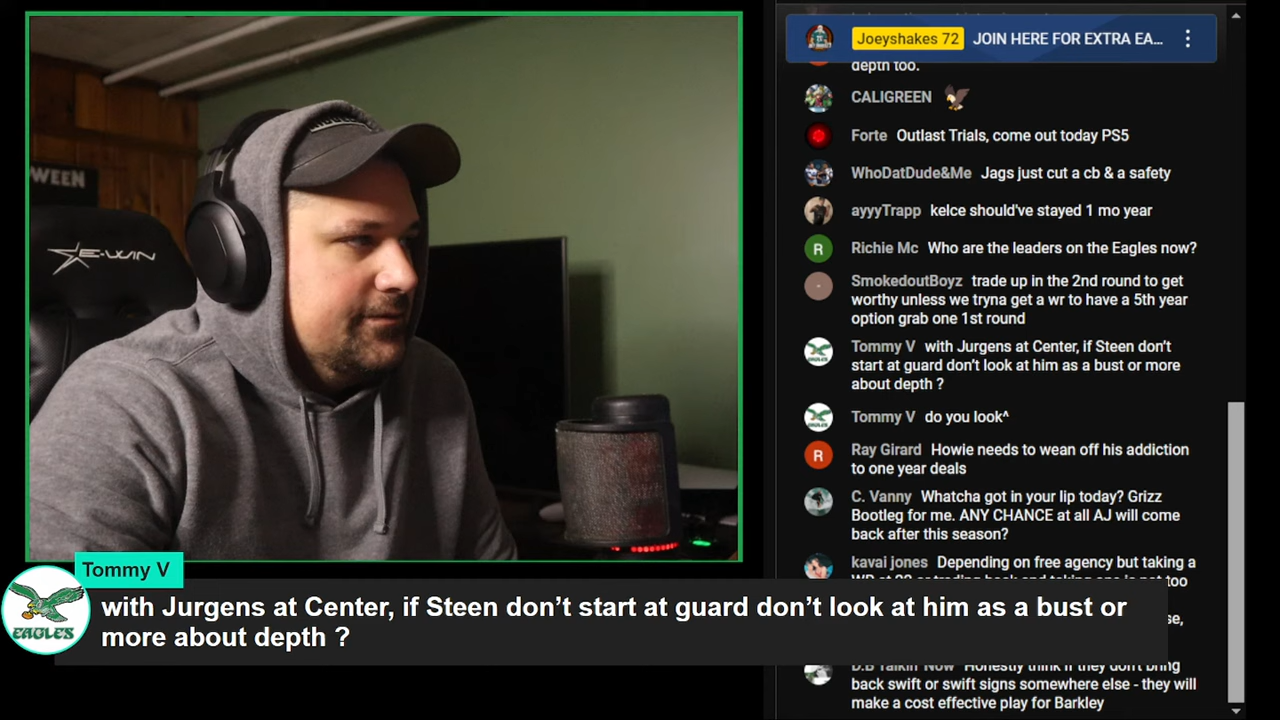 WEEN
E-WIN
Joeyshakes 72 JOIN HERE FOR EXTRA EA...
depth too.
CALIGREEN
Forte Outlast Trials, come out today PS5
WhoDatDude&Me Jags just cut a cb & a safety
ayyyTrapp kelce should've stayed 1 mo year
R Richie Mc Who are the leaders on the Eagles now?
SmokedoutBoyz trade up in the 2nd round to get
worthy unless we tryna get a wr to have a 5th year
option grab one 1st round
Tommy V with Jurgens at Center, if Steen don't
start at guard don't look at him as a bust or more
about depth ?
Tommy V do you look^
R Ray Girard Howie needs to wean off his addiction
to one year deals
C. Vanny Whatcha got in your lip today? Grizz
Bootleg for me. ANY CHANCE at all AJ will come
back after this season?
kavai jones Depending on free agency but taking a
too
D.B Talkin' Now Honestly think if they don't bring
back swift or swift signs somewhere else - they will
make a cost effective play for Barkley
Tommy V
EAGLES
with Jurgens at Center, if Steen don't start at guard don't look at him as a bust or
more about depth ?